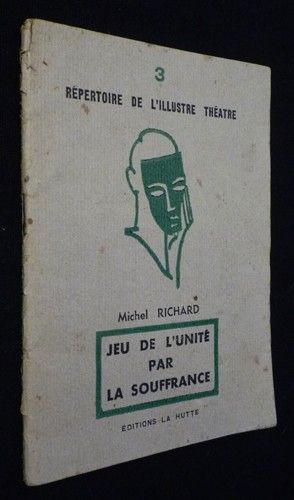 3
RÉPERTOIRE DE L'ILLUSTRE THÉATRE
Michel RICHARD
JEU DE L'UNITÉ
PAR
LA SOUFFRANCE
ÉDITIONS LA HUTTE